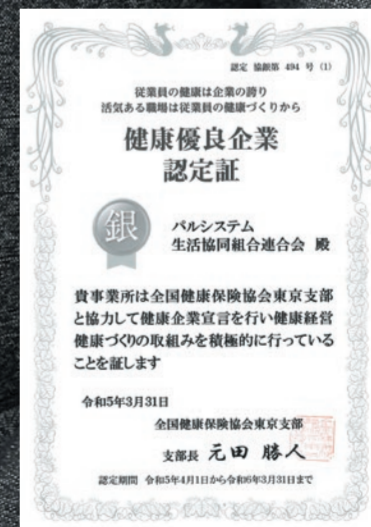 認定 協銀第 494 号 (1)
従業員の健康は企業の誇り
活気ある職場は従業員の健康づくりから
健康優良企業
認定証
銀
パルシステム
生活協同組合連合会 殿
貴事業所は全国健康保険協会東京支部
と協力して健康企業宣言を行い健康経営
健康づくりの取組みを積極的に行っている
ことを証します
令和5年3月31日
全国健康保険協会東京支部
支部長 元田 勝人
認定期間 令和5年4月1日から令和6年3月31日まで